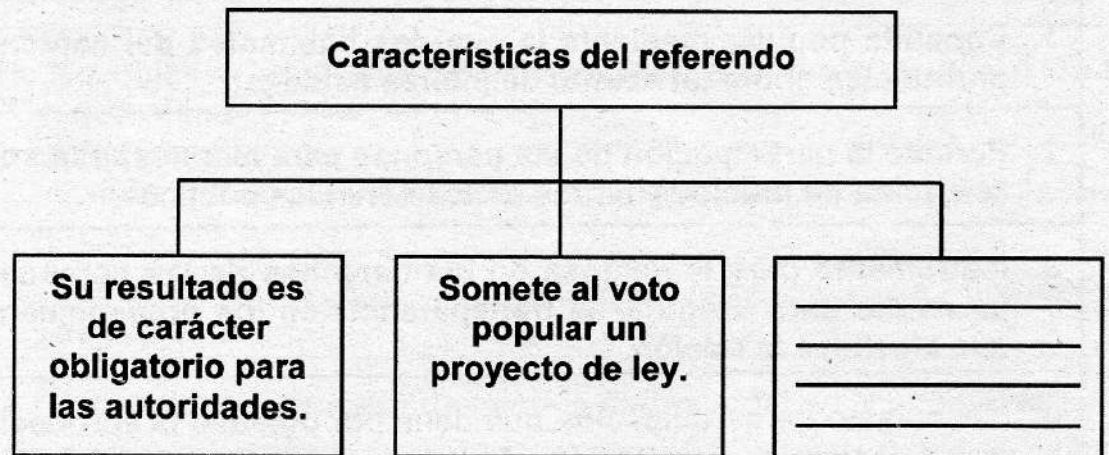 Características del referendo
Su resultado es
de carácter
obligatorio para
las autoridades.
Somete al voto
popular un
proyecto de ley.